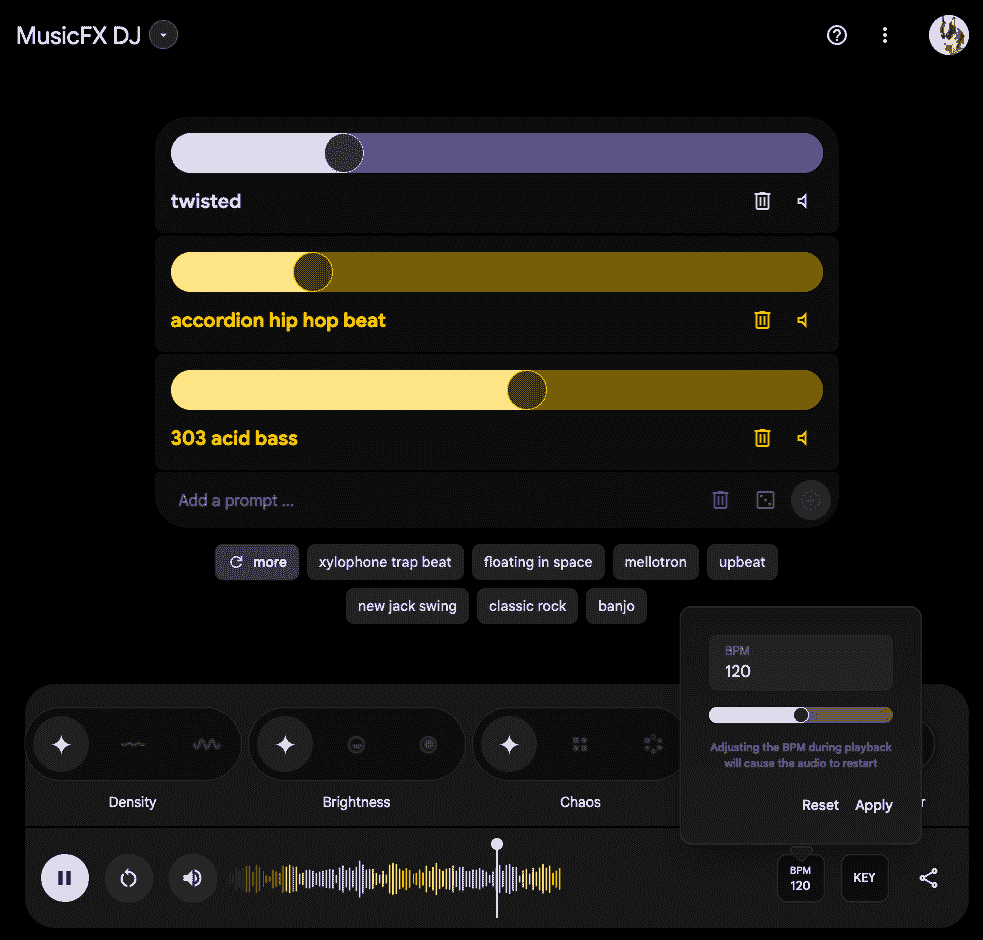 MusicFX DJ
twisted
accordion hip hop beat
303 acid bass
Add a prompt ...
more
xylophone trap beat
floating in space
mellotron
upbeat
new jack swing
classic rock
banjo
BPM
120
Adjusting the BPM during playback
will cause the audio to restart
Reset
Apply
Density
Brightness
Chaos
BPM
120
KEY